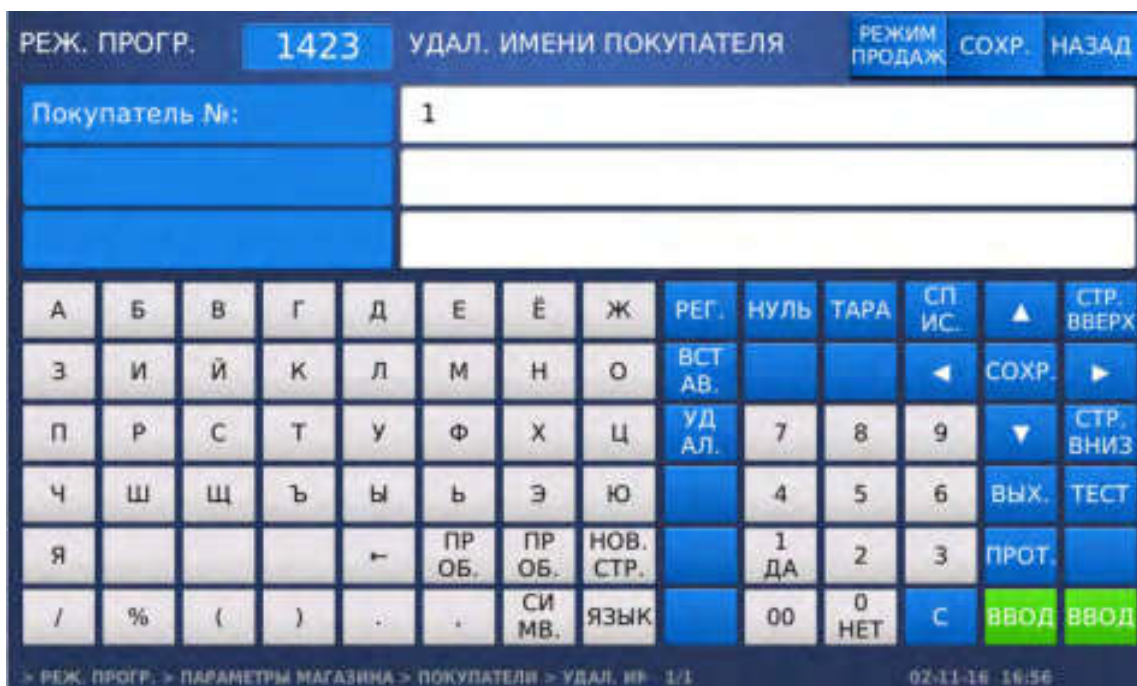 РЕЖ. ПРОГР. 1423 УДАЛ. ИМЕНИ ПОКУПАТЕЛЯ РЕЖИМ ПРОДАЖ СОХР. НАЗАД
Покупатель №: 1
А Б В Г Д Е Ё Ж РЕГ. НУЛЬ ТАРА СП ИС. ▲ СТР. ВВЕРХ
З И Й К Л М Н О ВСТ АВ. ◀ СОХР. ▶
П Р С Т У Ф Х Ц УД АЛ. 7 8 9 ▼ СТР. ВНИЗ
Ч Ш Щ Ъ Ы Ь Э Ю 4 5 6 ВЫХ. ТЕСТ
Я ← ПР ОБ. ПР ОБ. НОВ. СТР. 1 ДА 2 3 ПРОТ.
/ % ( ) . , СИ МВ. ЯЗЫК 00 0 НЕТ С ВВОД ВВОД
> РЕЖ. ПРОГР. > ПАРАМЕТРЫ МАГАЗИНА > ПОКУПАТЕЛИ > УДАЛ. 1/1 02-11-16 16:56